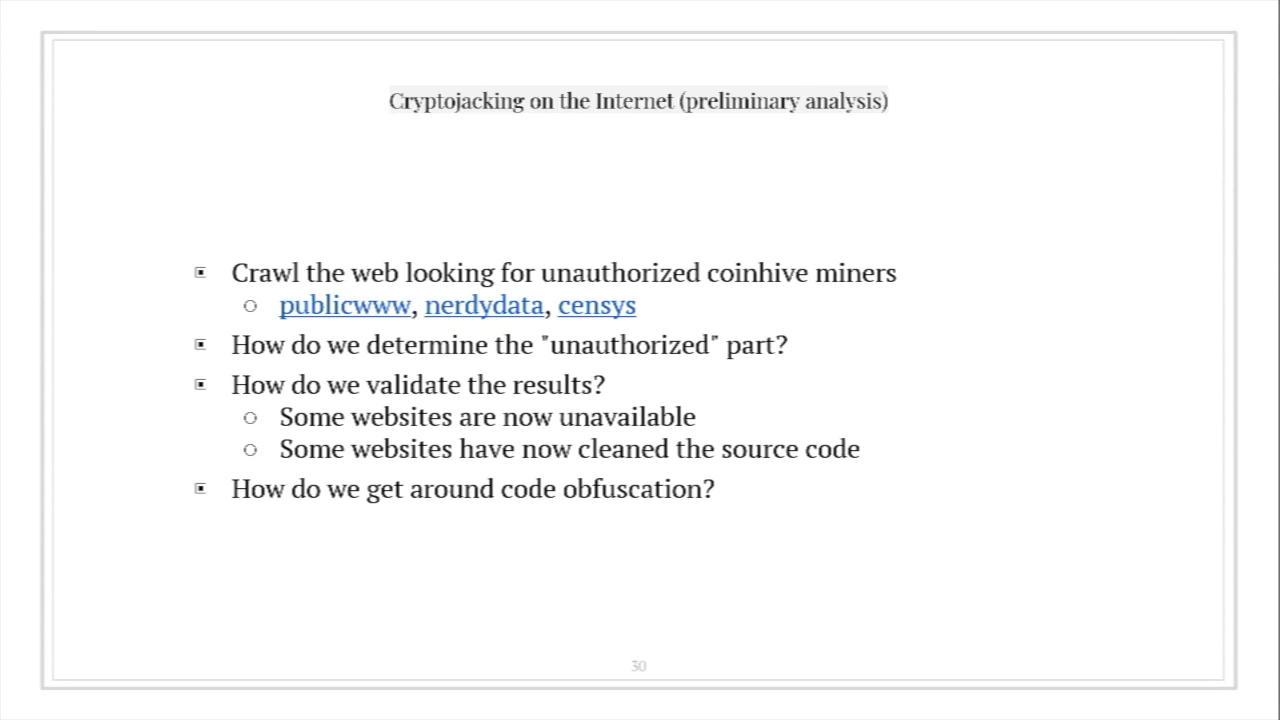 Cryptojacking on the Internet (preliminary analysis)
Crawl the web looking for unauthorized coinhive miners
publicwww, nerdydata, censys
How do we determine the "unauthorized" part?
How do we validate the results?
Some websites are now unavailable
Some websites have now cleaned the source code
How do we get around code obfuscation?
30